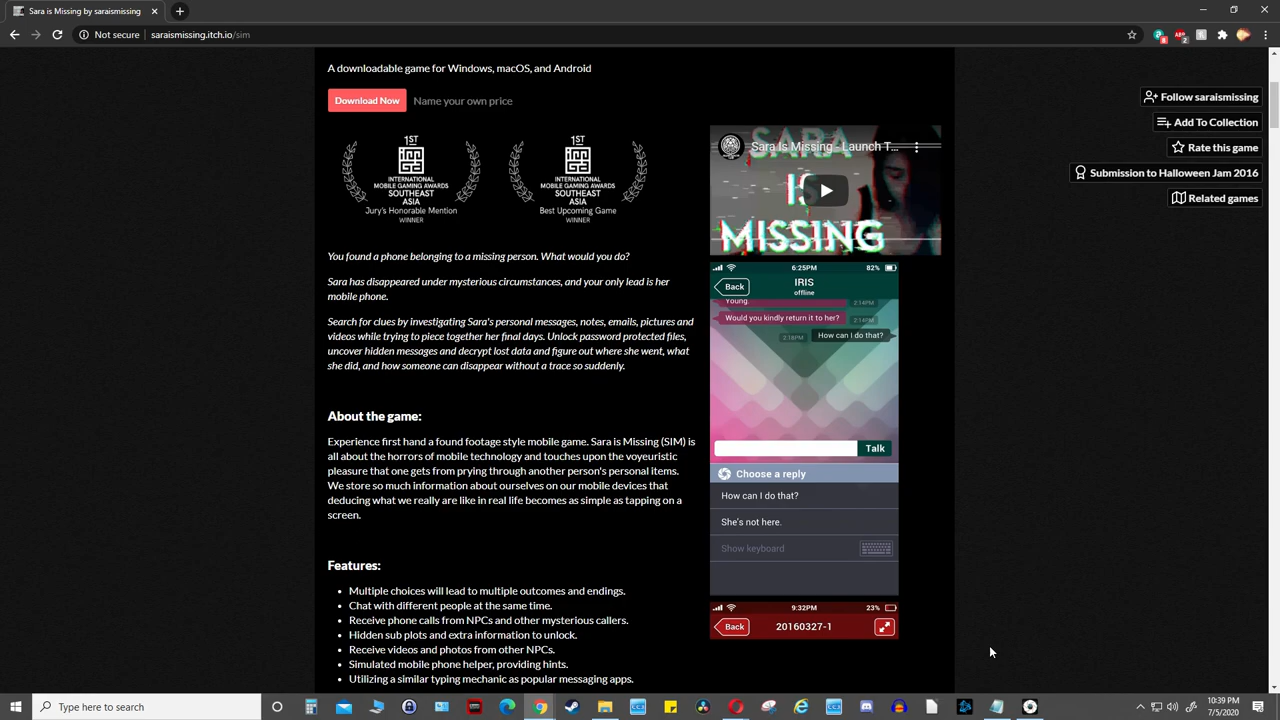 Sara is Missing by saraismissing
Not secure
saraismissing.itch.io/sim
A downloadable game for Windows, macOS, and Android
Download Now
Name your own price
1ST
INTERNATIONAL
MOBILE GAMING AWARDS
SOUTHEAST
ASIA
Jury's Honorable Mention
WINNER
1ST
INTERNATIONAL
MOBILE GAMING AWARDS
SOUTHEAST
ASIA
Best Upcoming Game
WINNER
You found a phone belonging to a missing person. What would you do?
Sara has disappeared under mysterious circumstances, and your only lead is her
mobile phone.
Search for clues by investigating Sara's personal messages, notes, emails, pictures and
videos while trying to piece together her final days. Unlock password protected files,
uncover hidden messages and decrypt lost data and figure out where she went, what
she did, and how someone can disappear without a trace so suddenly.
About the game:
Experience first hand a found footage style mobile game. Sara is Missing (SIM) is
all about the horrors of mobile technology and touches upon the voyeuristic
pleasure that one gets from prying through another person's personal items.
We store so much information about ourselves on our mobile devices that
deducing what we really are like in real life becomes as simple as tapping on a
screen.
Features:
Multiple choices will lead to multiple outcomes and endings.
Chat with different people at the same time.
Receive phone calls from NPCs and other mysterious callers.
Hidden sub plots and extra information to unlock.
Receive videos and photos from other NPCs.
Simulated mobile phone helper, providing hints.
Utilizing a similar typing mechanic as popular messaging apps.
Sara Is Missing - Launch T...
SARA
IS
MISSING
6:25PM
82%
Back
IRIS
offline
Young.
2:14PM
Would you kindly return it to her?
2:14PM
2:18PM
How can i do that?
Talk
Choose a reply
How can I do that?
She's not here.
Show keyboard
9:32PM
23%
Back
20160327-1
Follow saraismissing
Add To Collection
Rate this game
Submission to Halloween Jam 2016
Related games
Type here to search
10:39 PM
7/5/2020